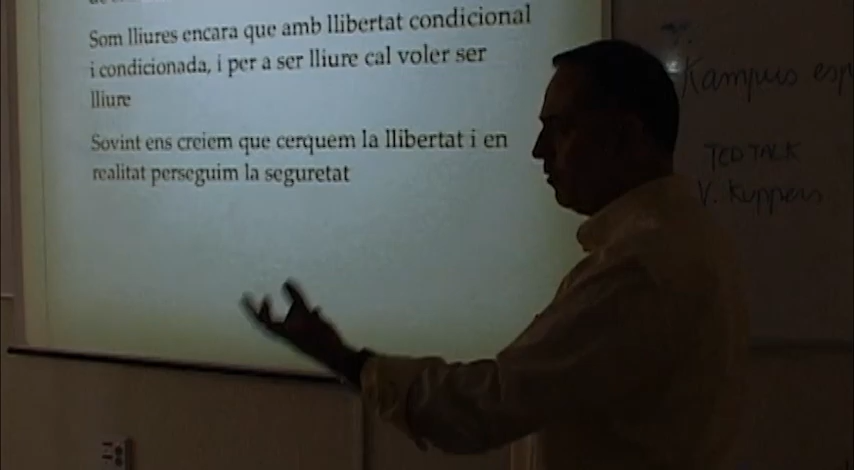 Som lliures encara que amb llibertat condicional
i condicionada, i per a ser lliure cal voler ser
lliure
Sovint ens creiem que cerquem la llibertat i en
realitat perseguim la seguretat
Kampus esp
TED TALK
V. Kuppers